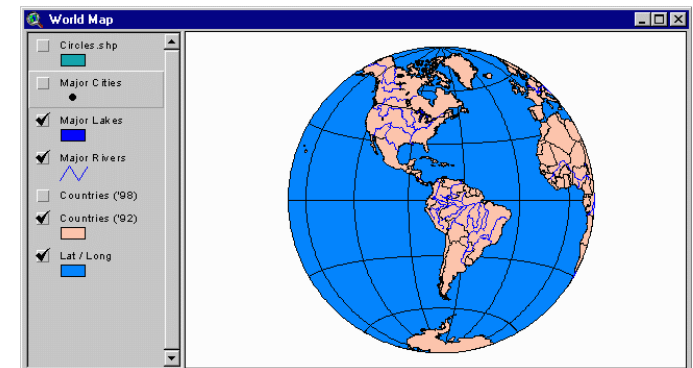 World Map
Circles.shp
Major Cities
Major Lakes
Major Rivers
Countries ('98)
Countries ('92)
Lat / Long